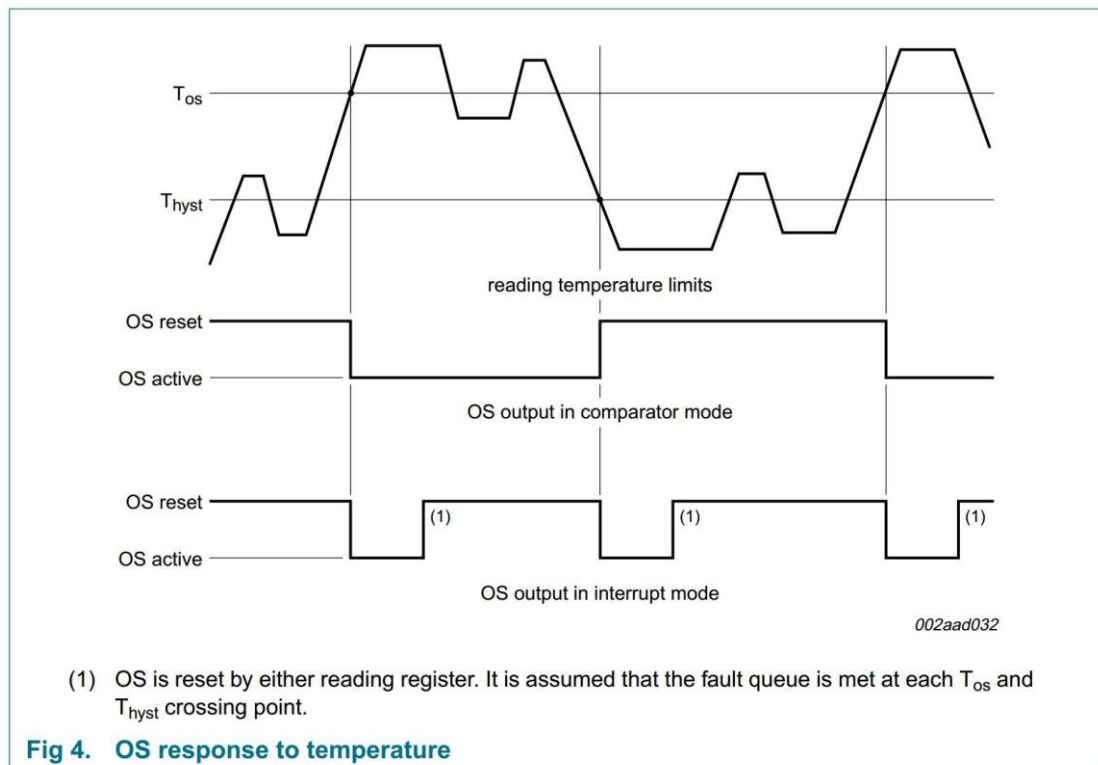 Tos
Thyst
reading temperature limits
OS reset
OS active
OS output in comparator mode
OS reset
(1)
(1)
(1)
OS active
OS output in interrupt mode
002aad032
(1) OS is reset by either reading register. It is assumed that the fault queue is met at each Tos and
Thyst crossing point.
Fig 4. OS response to temperature